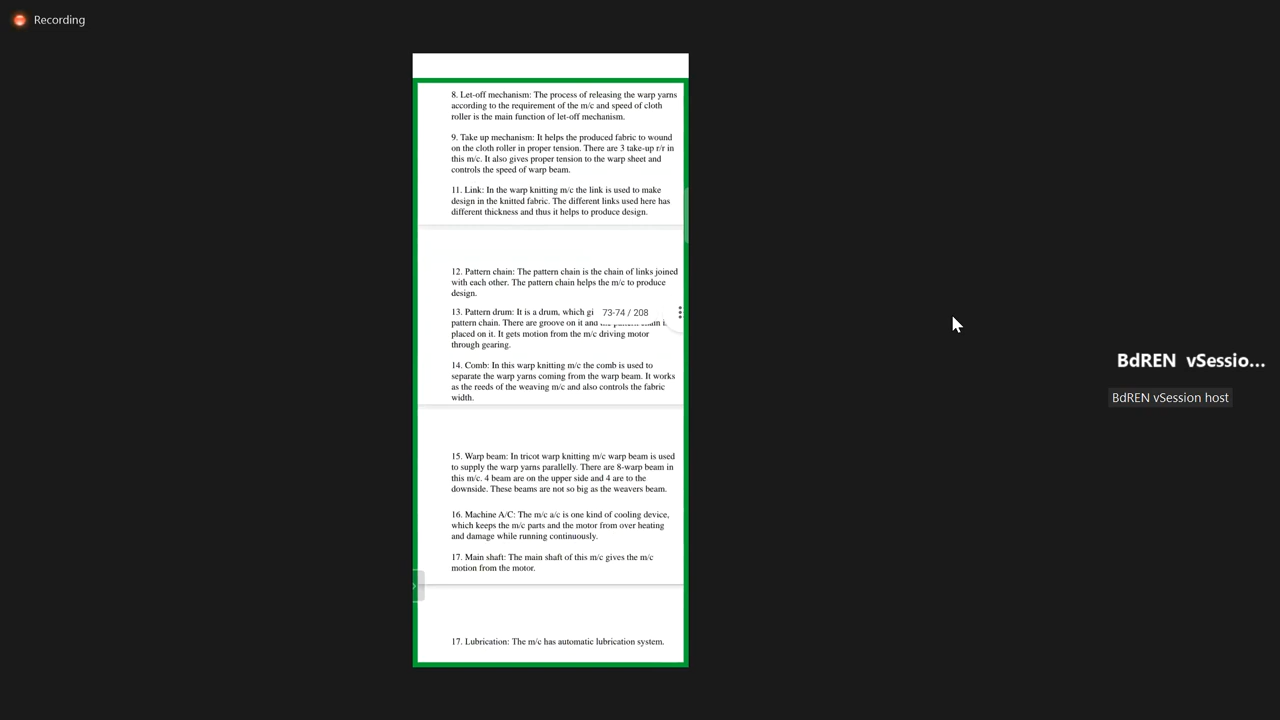 Recording
8. Let-off mechanism: The process of releasing the warp yarns
according to the requirement of the m/c and speed of cloth
roller is the main function of let-off mechanism.
9. Take up mechanism: It helps the produced fabric to wound
on the cloth roller in proper tension. There are 3 take-up r/r in
this m/c. It also gives proper tension to the warp sheet and
controls the speed of warp beam.
11. Link: In the warp knitting m/c the link is used to make
design in the knitted fabric. The different links used here has
different thickness and thus it helps to produce design.
12. Pattern chain: The pattern chain is the chain of links joined
with each other. The pattern chain helps the m/c to produce
design.
13. Pattern drum: It is a drum, which gi
73-74 / 208
pattern chain. There are groove on it and
placed on it. It gets motion from the m/c driving motor
through gearing.
14. Comb: In this warp knitting m/c the comb is used to
separate the warp yarns coming from the warp beam. It works
as the reeds of the weaving m/c and also controls the fabric
width.
15. Warp beam: In tricot warp knitting m/c warp beam is used
to supply the warp yarns parallelly. There are 8-warp beam in
this m/c. 4 beam are on the upper side and 4 are to the
downside. These beams are not so big as the weavers beam.
16. Machine A/C: The m/c a/c is one kind of cooling device,
which keeps the m/c parts and the motor from over heating
and damage while running continuously.
17. Main shaft: The main shaft of this m/c gives the m/c
motion from the motor.
17. Lubrication: The m/c has automatic lubrication system.
BdREN vSessio...
BdREN vSession host